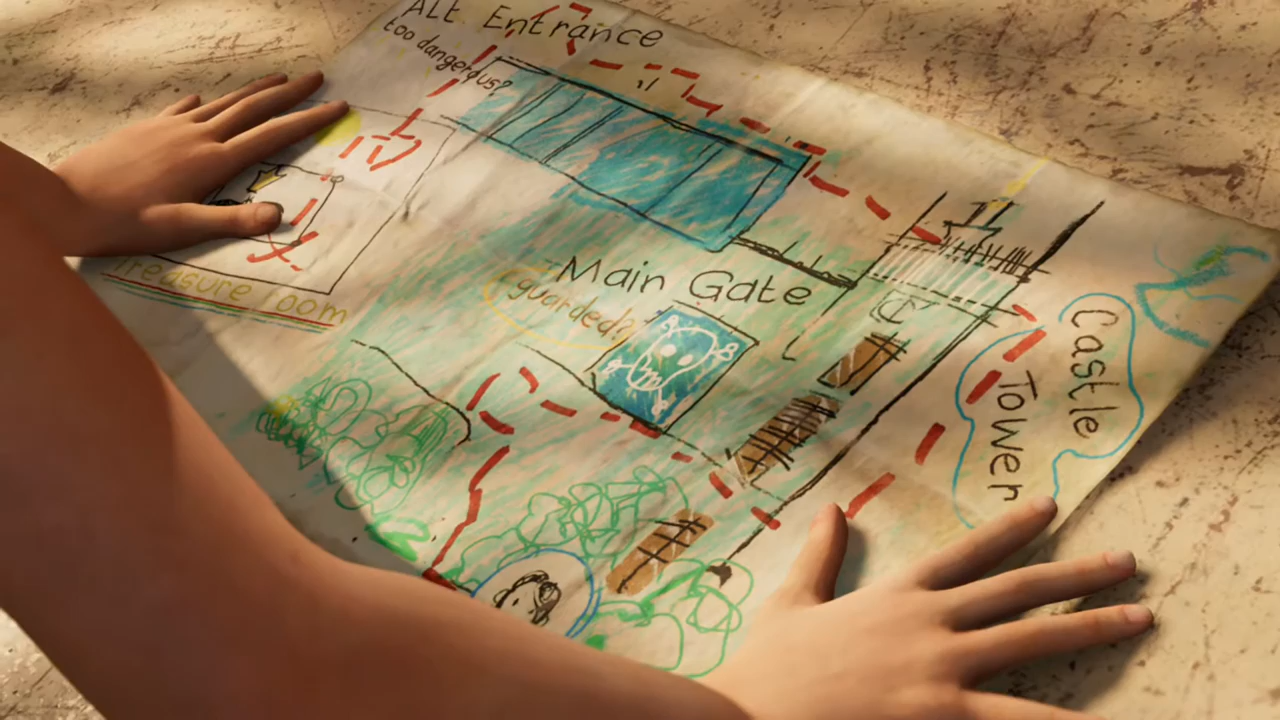 ALt. Entrance
too dangerous?
Main Gate
guarded?
Castle
Tower
Treasure room